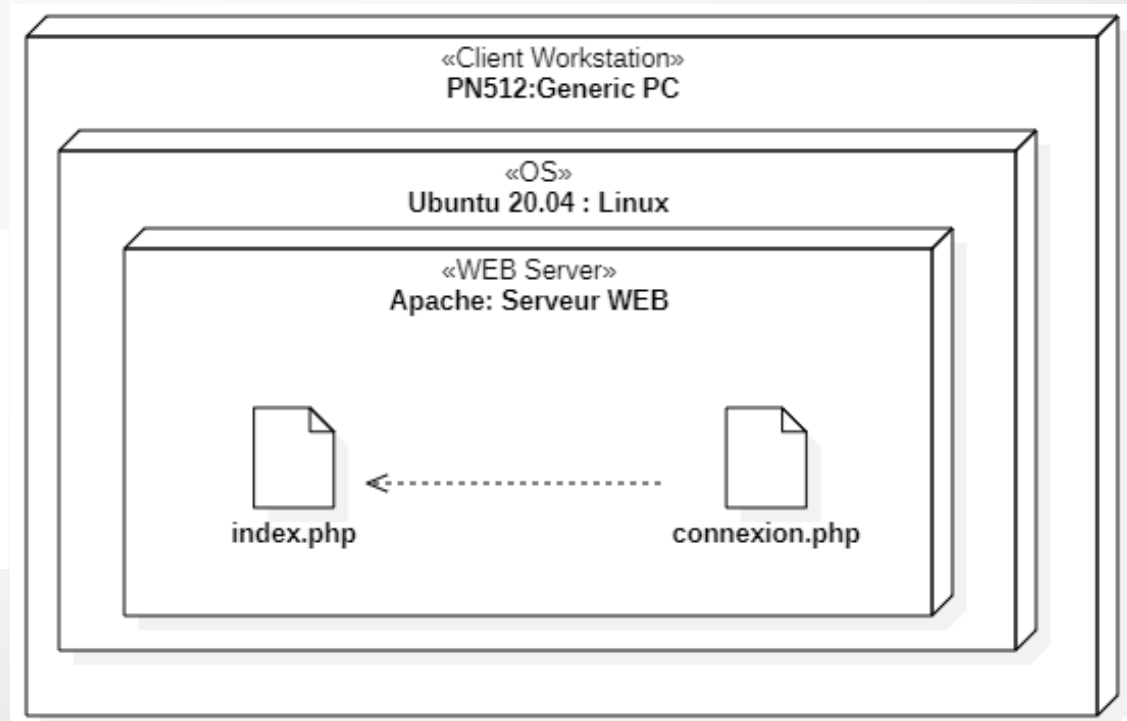 «Client Workstation»
PN512:Generic PC
«OS»
Ubuntu 20.04 : Linux
«WEB Server»
Apache: Serveur WEB
index.php
connexion.php